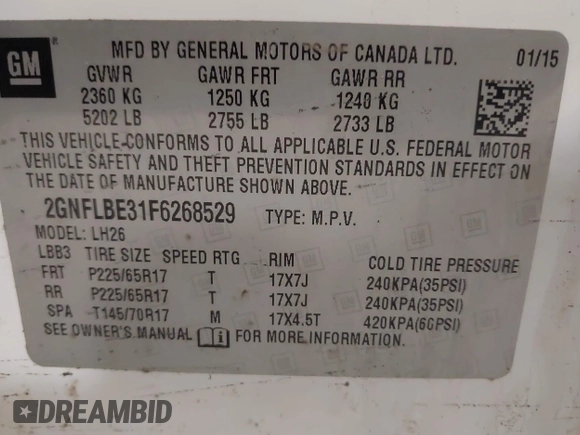 GM
MFD BY GENERAL MOTORS OF CANADA LTD. 01/15
GVWR GAWR FRT GAWR RR
2360 KG 1250 KG 1240 KG
5202 LB 2755 LB 2733 LB
THIS VEHICLE CONFORMS TO ALL APPLICABLE U.S. FEDERAL MOTOR
VEHICLE SAFETY AND THEFT PREVENTION STANDARDS IN EFFECT ON
THE DATE OF MANUFACTURE SHOWN ABOVE.
2GNFLBE31F6268529 TYPE: M.P.V.
MODEL: LH26
LBB3 TIRE SIZE SPEED RTG RIM COLD TIRE PRESSURE
FRT P225/65R17 T 17X7J 240KPA(35PSI)
RR P225/65R17 T 17X7J 240KPA(35PSI)
SPA T145/70R17 M 17X4.5T 420KPA(60PSI)
SEE OWNER'S MANUAL FOR MORE INFORMATION.
DREAMBID